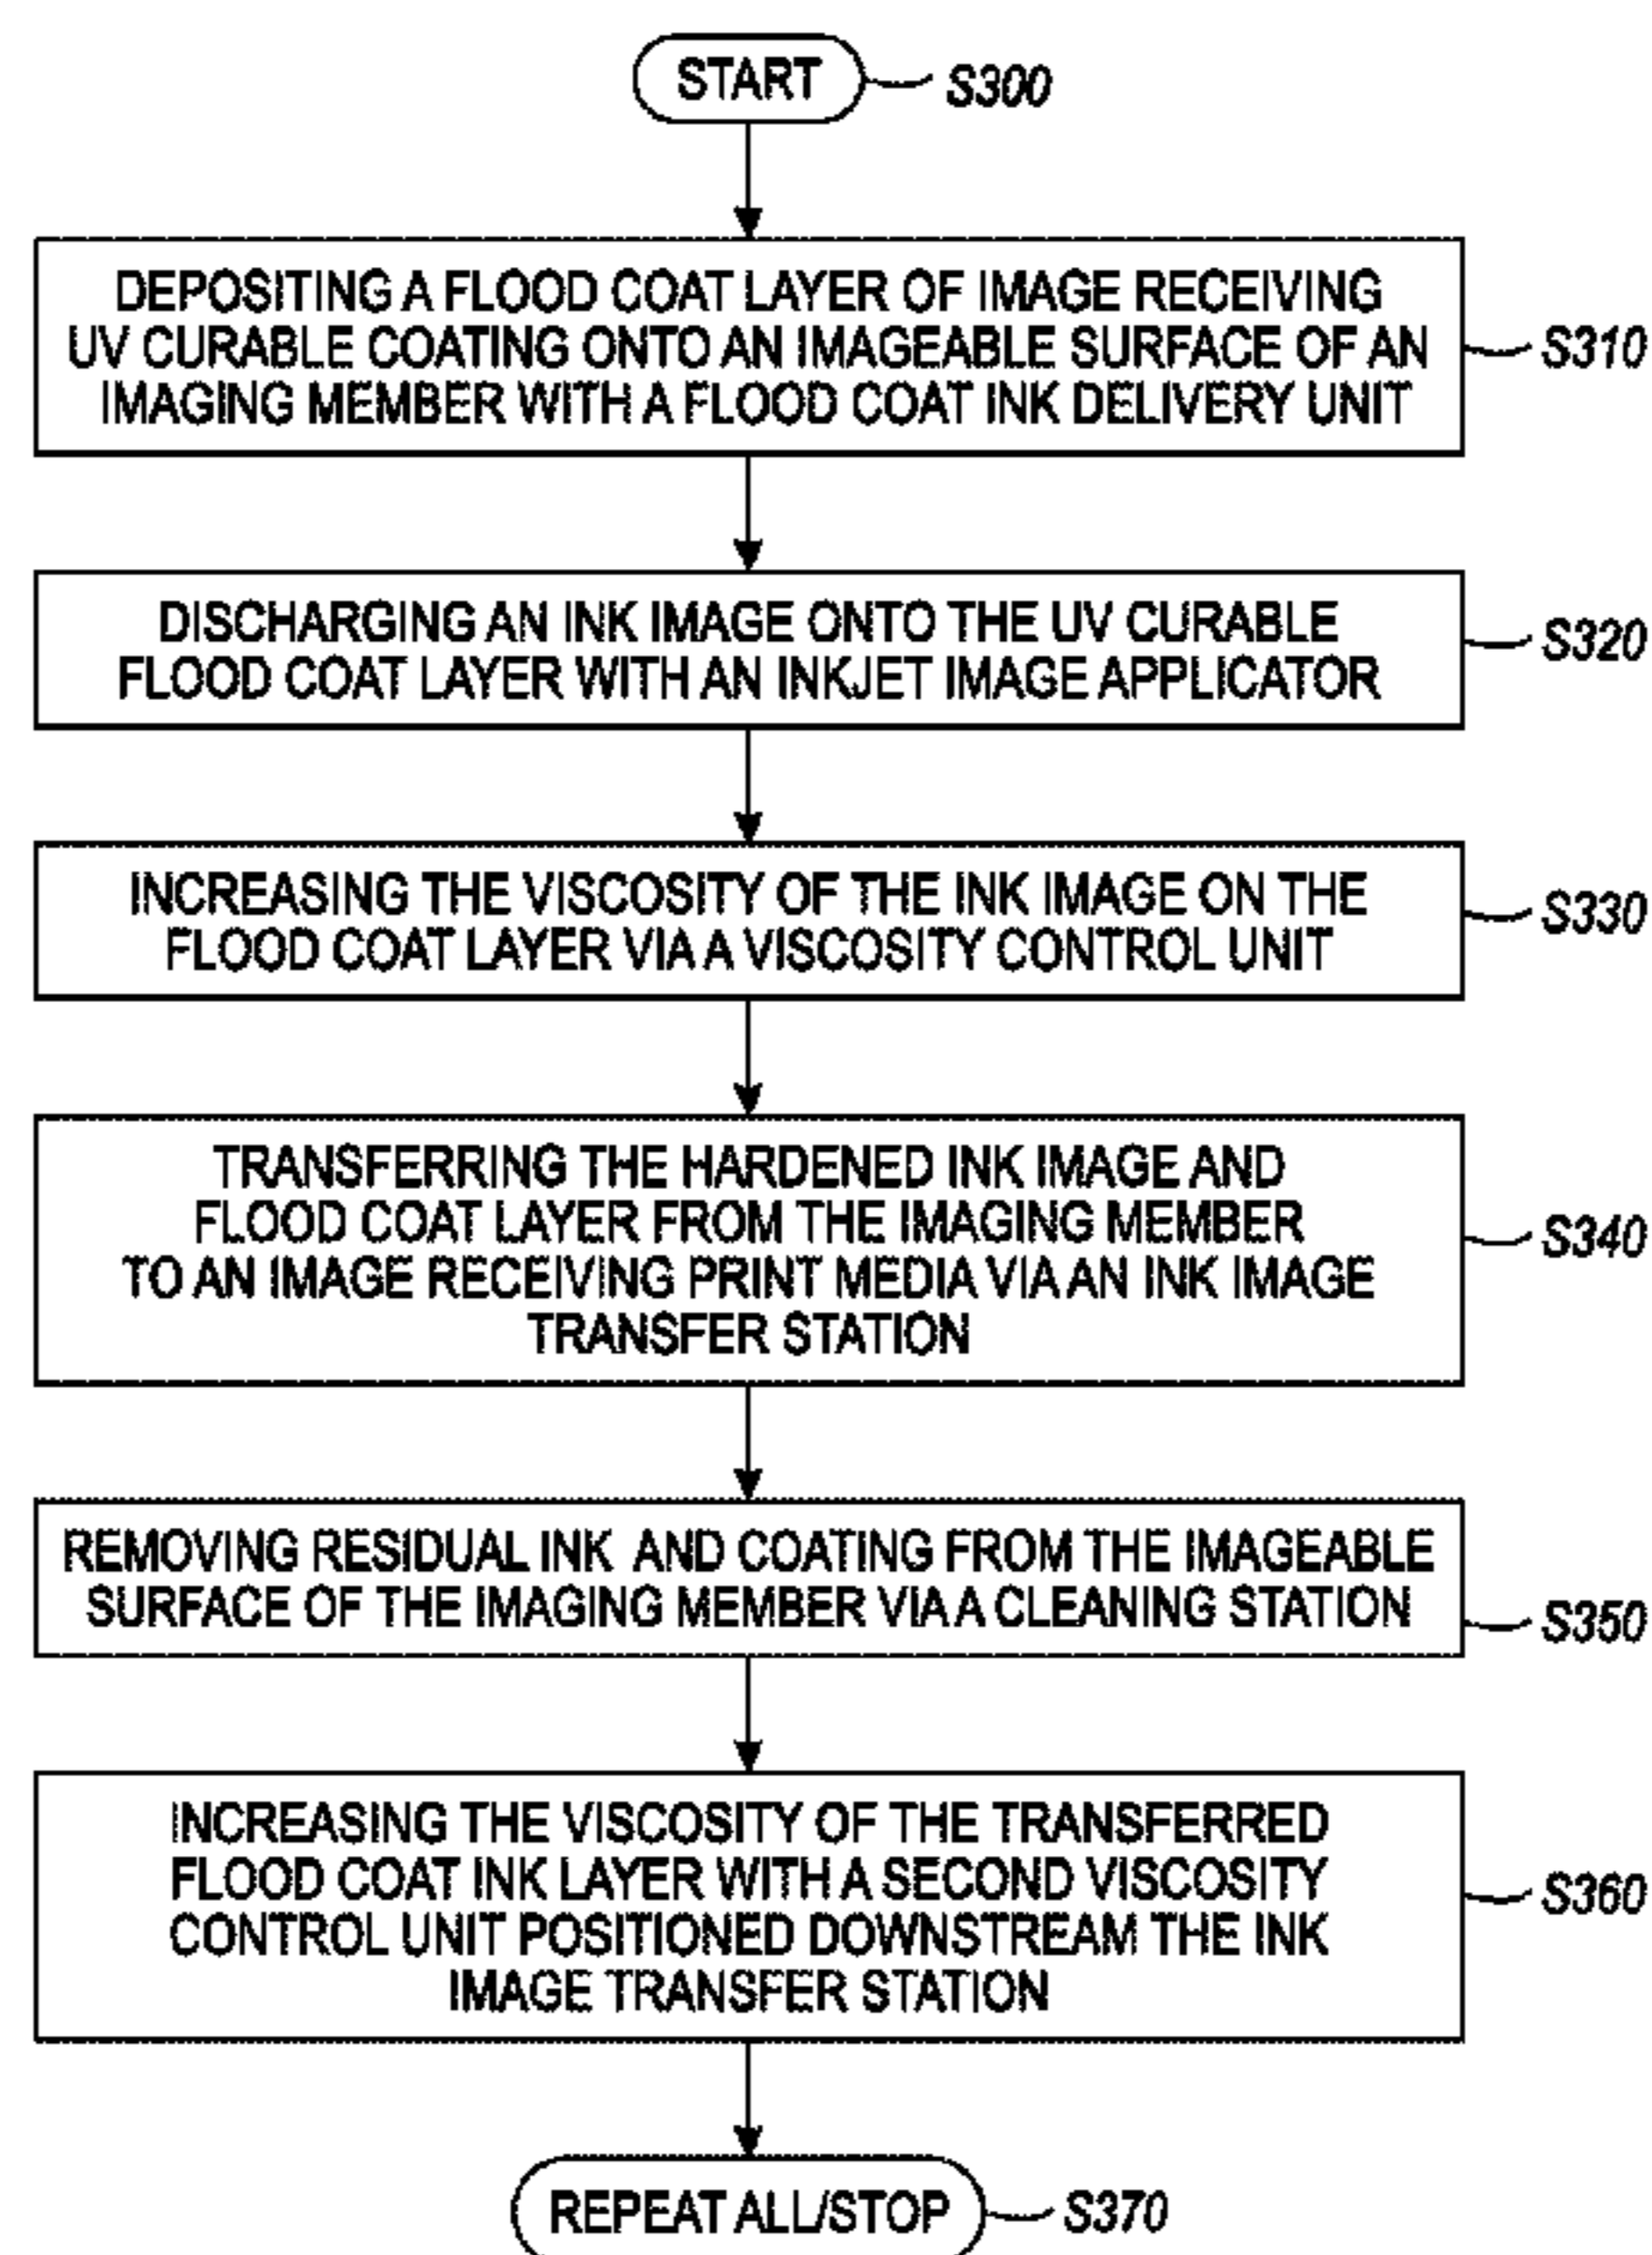 START
S300
DEPOSITING A FLOOD COAT LAYER OF IMAGE RECEIVING
UV CURABLE COATING ONTO AN IMAGEABLE SURFACE OF AN
IMAGING MEMBER WITH A FLOOD COAT INK DELIVERY UNIT
S310
DISCHARGING AN INK IMAGE ONTO THE UV CURABLE
FLOOD COAT LAYER WITH AN INKJET IMAGE APPLICATOR
S320
INCREASING THE VISCOSITY OF THE INK IMAGE ON THE
FLOOD COAT LAYER VIA A VISCOSITY CONTROL UNIT
S330
TRANSFERRING THE HARDENED INK IMAGE AND
FLOOD COAT LAYER FROM THE IMAGING MEMBER
TO AN IMAGE RECEIVING PRINT MEDIA VIA AN INK IMAGE
TRANSFER STATION
S340
REMOVING RESIDUAL INK AND COATING FROM THE IMAGEABLE
SURFACE OF THE IMAGING MEMBER VIA A CLEANING STATION
S350
INCREASING THE VISCOSITY OF THE TRANSFERRED
FLOOD COAT INK LAYER WITH A SECOND VISCOSITY
CONTROL UNIT POSITIONED DOWNSTREAM THE INK
IMAGE TRANSFER STATION
S360
REPEAT ALL/STOP
S370